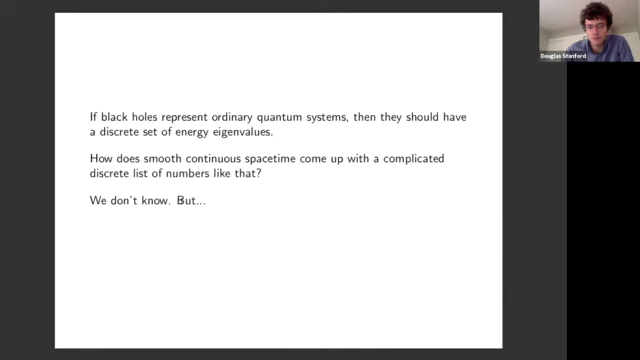 Douglas Stanford
If black holes represent ordinary quantum systems, then they should have
a discrete set of energy eigenvalues.
How does smooth continuous spacetime come up with a complicated
discrete list of numbers like that?
We don't know. But...